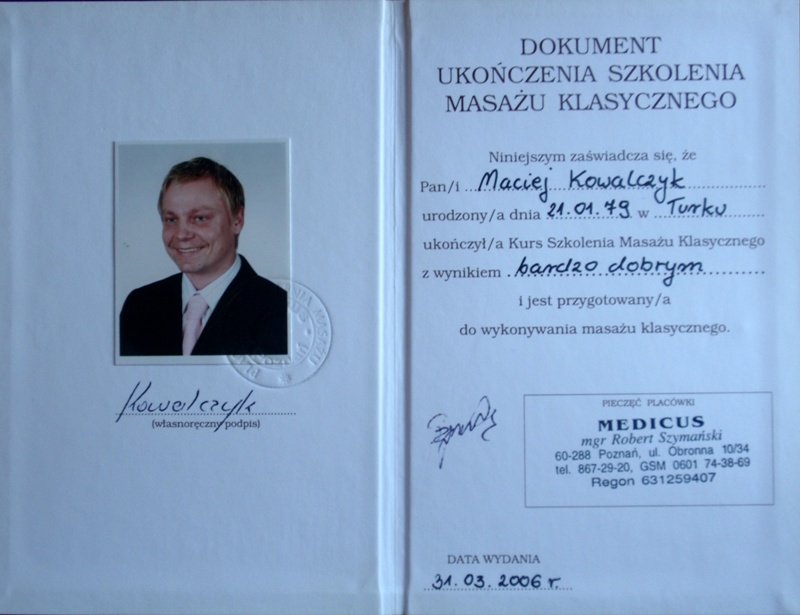 Kowalczyk
(własnoręczny podpis)
DOKUMENT
UKOŃCZENIA SZKOLENIA
MASAŻU KLASYCZNEGO
Niniejszym zaświadcza się, że
Pan/i Maciej Kowalczyk
urodzony/a dnia 21.01.79 w Turku
ukończył/a Kurs Szkolenia Masażu Klasycznego
z wynikiem bardzo dobrym
i jest przygotowany/a
do wykonywania masażu klasycznego.
PIECZĘĆ PLACÓWKI
MEDICUS
mgr Robert Szymański
60-288 Poznań, ul. Obronna 10/34
tel. 867-29-20, GSM 0601 74-38-69
Regon 631259407
DATA WYDANIA
31.03.2006 r.